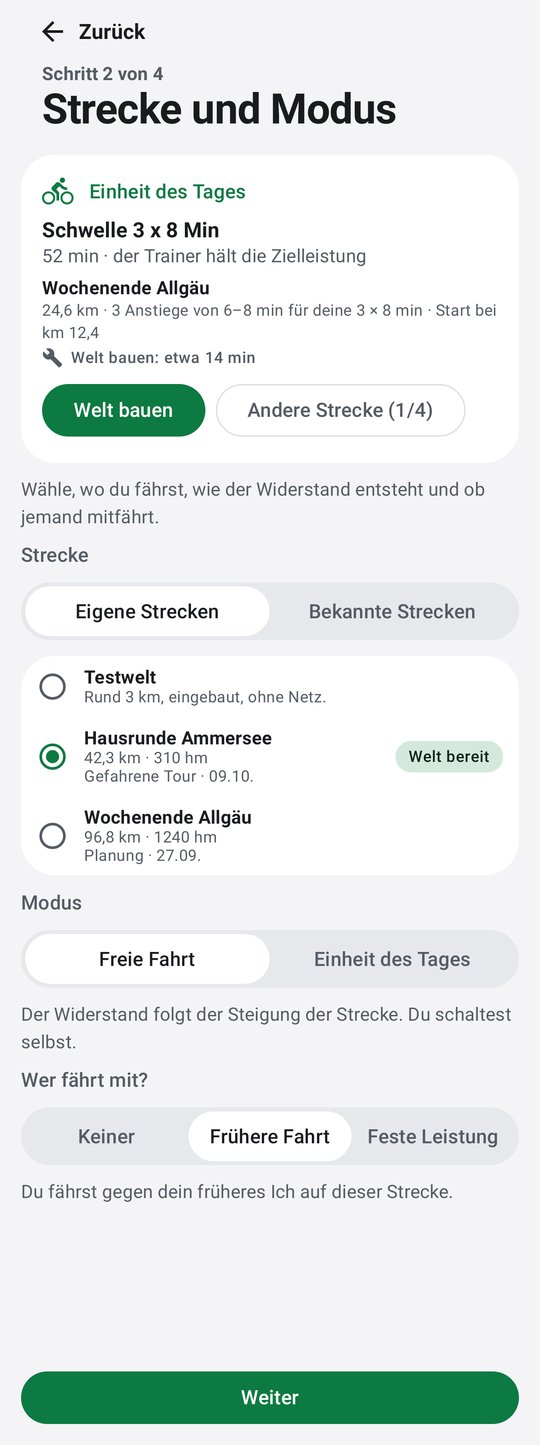 Zurück
Schritt 2 von 4
Strecke und Modus
Einheit des Tages
Schwelle 3 x 8 Min
52 min · der Trainer hält die Zielleistung
Wochenende Allgäu
24,6 km · 3 Anstiege von 6–8 min für deine 3 × 8 min · Start bei
km 12,4
Welt bauen: etwa 14 min
Welt bauen
Andere Strecke (1/4)
Wähle, wo du fährst, wie der Widerstand entsteht und ob
jemand mitfährt.
Strecke
Eigene Strecken
Bekannte Strecken
Testwelt
Rund 3 km, eingebaut, ohne Netz.
Hausrunde Ammersee
42,3 km · 310 hm
Gefahrene Tour · 09.10.
Welt bereit
Wochenende Allgäu
96,8 km · 1240 hm
Planung · 27.09.
Modus
Freie Fahrt
Einheit des Tages
Der Widerstand folgt der Steigung der Strecke. Du schaltest
selbst.
Wer fährt mit?
Keiner
Frühere Fahrt
Feste Leistung
Du fährst gegen dein früheres Ich auf dieser Strecke.
Weiter